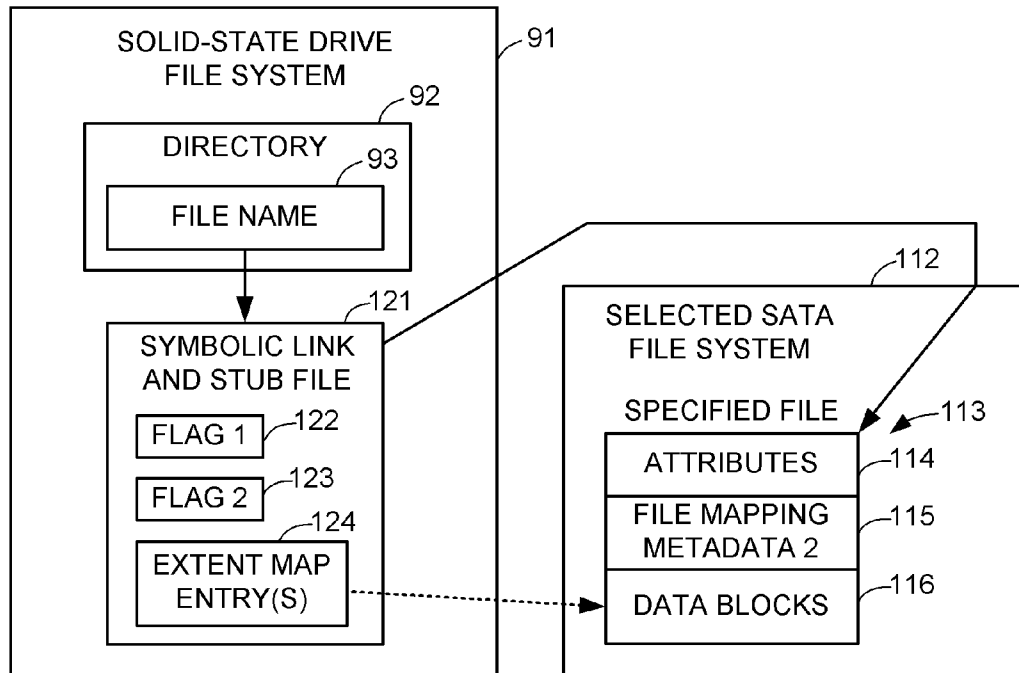 SOLID-STATE DRIVE
FILE SYSTEM
91
92
DIRECTORY
93
FILE NAME
121
SYMBOLIC LINK
AND STUB FILE
FLAG 1
122
FLAG 2
123
124
EXTENT MAP
ENTRY(S)
112
SELECTED SATA
FILE SYSTEM
SPECIFIED FILE
113
ATTRIBUTES
114
FILE MAPPING
METADATA 2
115
DATA BLOCKS
116